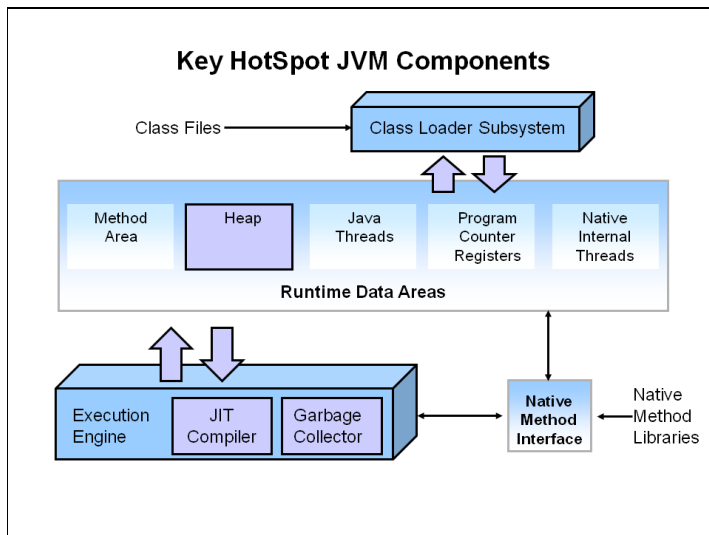 Key HotSpot JVM Components
Class Files
Class Loader Subsystem
Method
Area
Heap
Java
Threads
Program
Counter
Registers
Native
Internal
Threads
Runtime Data Areas
Execution
Engine
JIT
Compiler
Garbage
Collector
Native
Method
Interface
Native
Method
Libraries